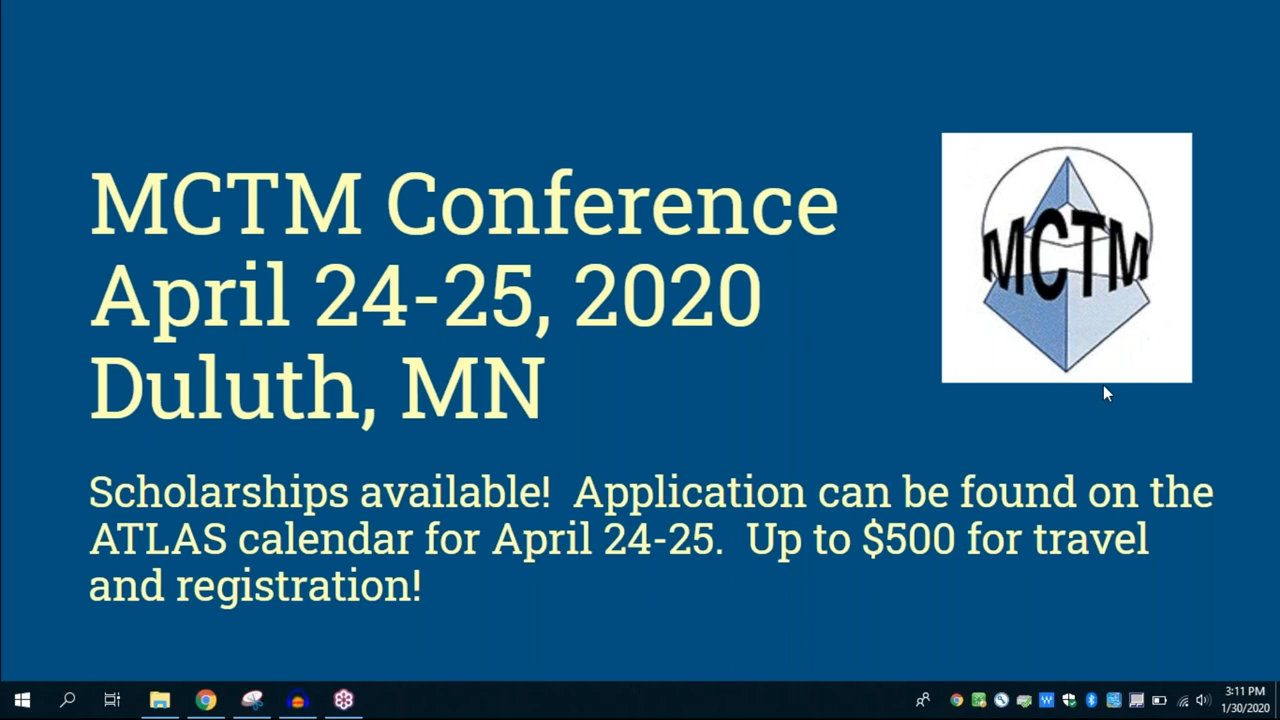 MCTM Conference
April 24-25, 2020
Duluth, MN
MCTM
Scholarships available!  Application can be found on the
ATLAS calendar for April 24-25.  Up to $500 for travel
and registration!
3:11 PM
1/30/2020